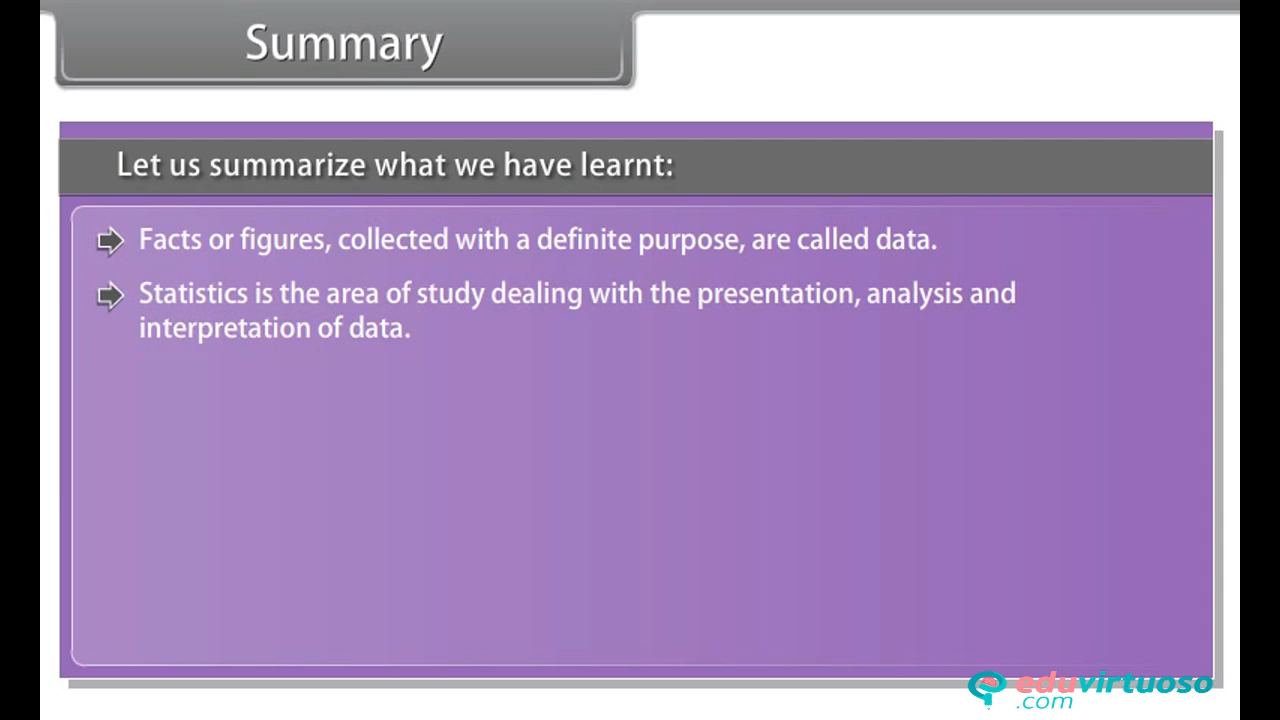 Summary
Let us summarize what we have learnt:
Facts or figures, collected with a definite purpose, are called data.
Statistics is the area of study dealing with the presentation, analysis and
interpretation of data.
eduvirtuoso
.com